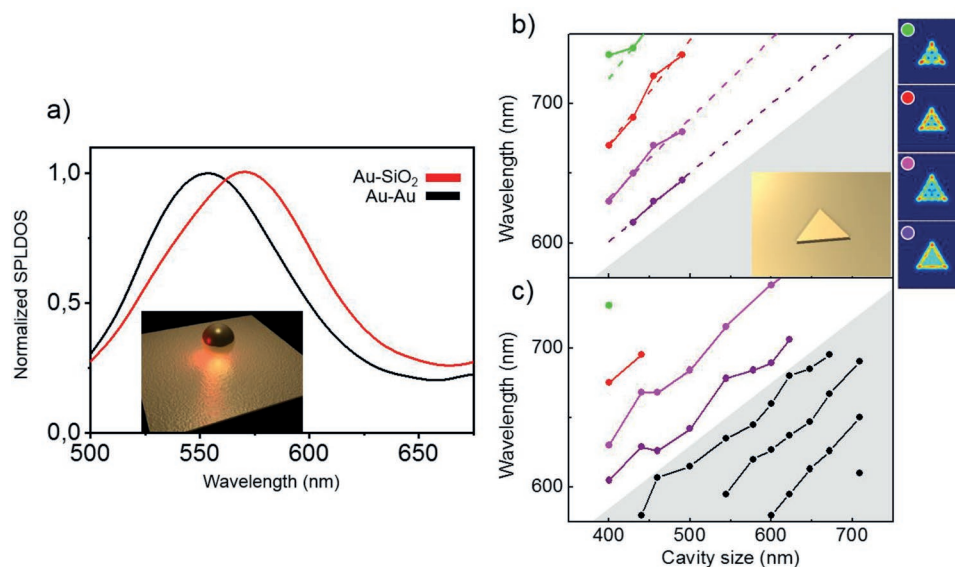 a)
Normalized SPLDOS
1,0
0,5
0,0
Au-SiO₂
Au-Au
500
550
600
650
Wavelength (nm)
b)
Wavelength (nm)
700
600
c)
Wavelength (nm)
700
600
400
500
600
700
Cavity size (nm)